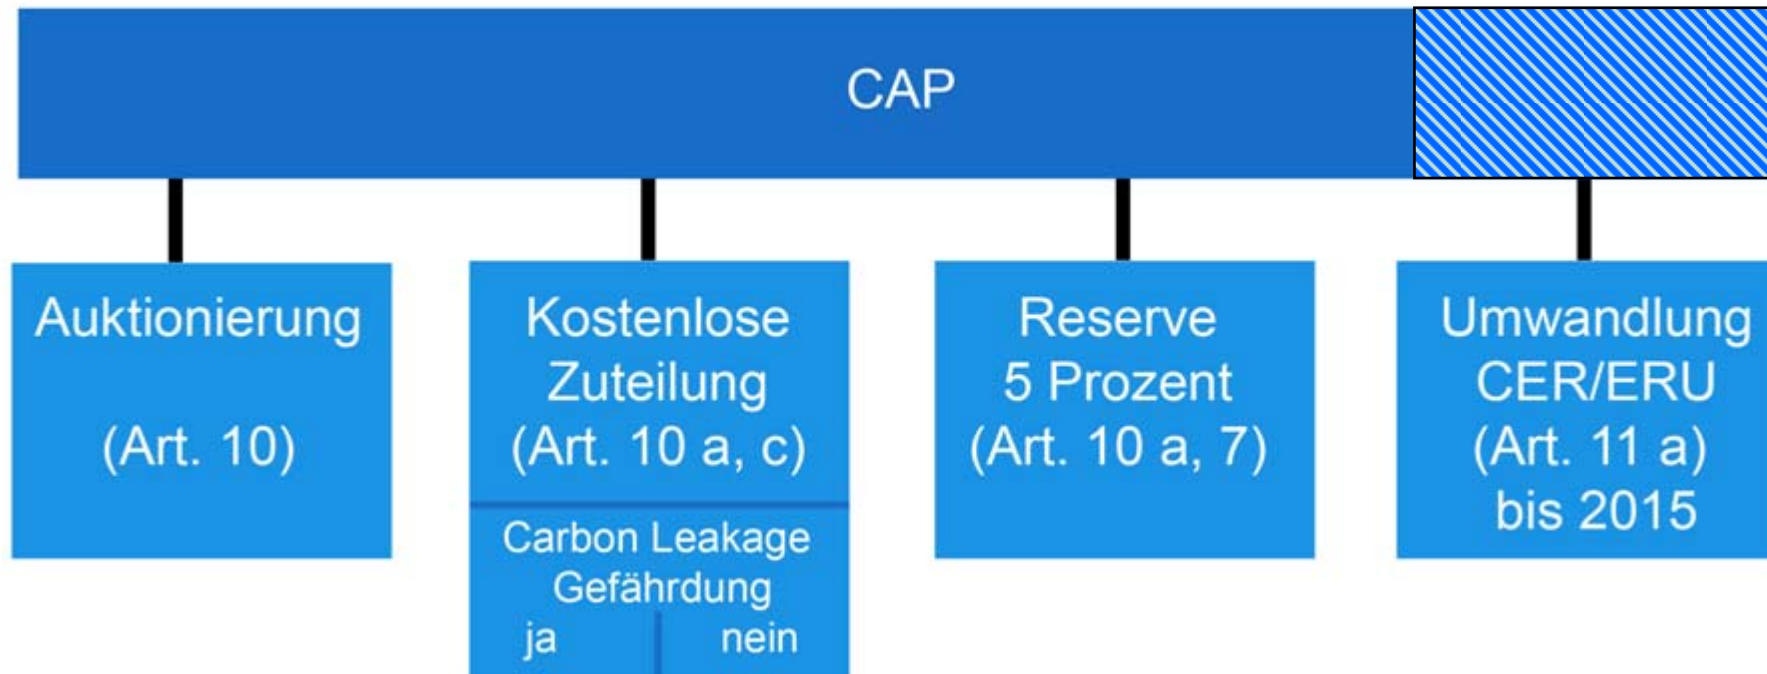 CAP
Auktionierung
(Art. 10)
Kostenlose
Zuteilung
(Art. 10 a, c)
Carbon Leakage
Gefährdung
ja nein
Reserve
5 Prozent
(Art. 10 a, 7)
Umwandlung
CER/ERU
(Art. 11 a)
bis 2015